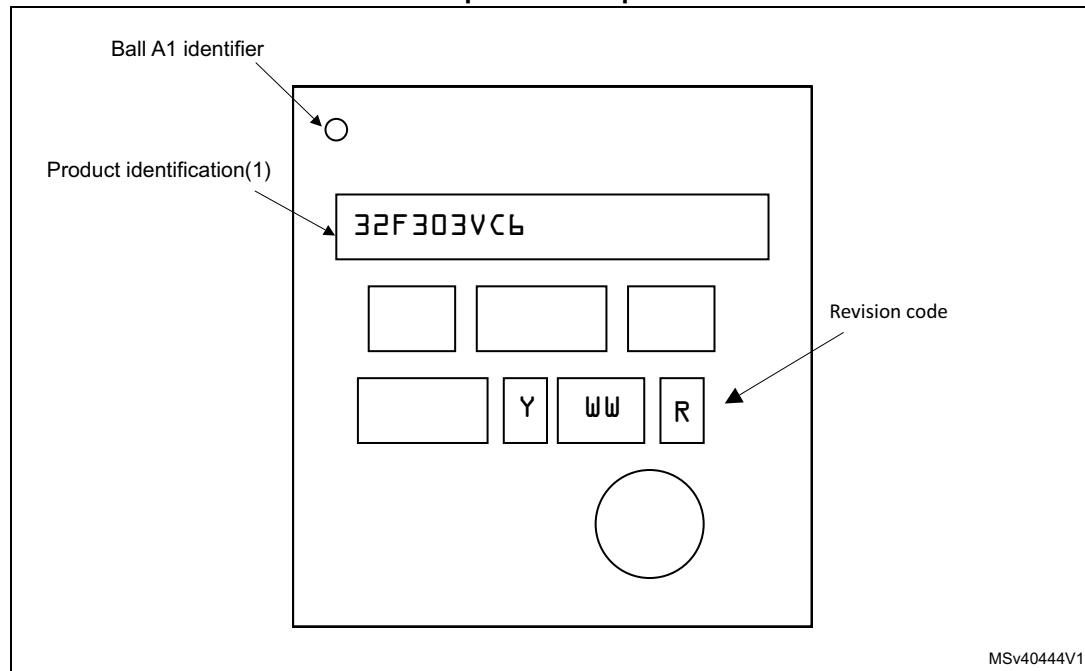 Ball A1 identifier
Product identification(1)
32F303VC6
Revision code
Y WW R
MSv40444V1